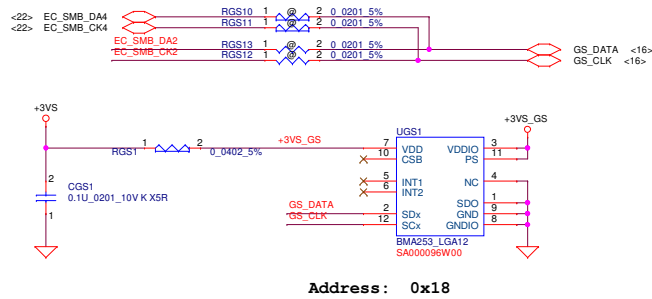 <22> EC_SMB_DA4 RGS10 1 @ 2 0_0201_5%
<22> EC_SMB_CK4 RGS11 1 @ 2 0_0201_5%
EC_SMB_DA2 RGS13 1 @ 2 0_0201_5% GS_DATA <16>
EC_SMB_CK2 RGS12 1 @ 2 0_0201_5% GS_CLK <16>
+3VS +3VS_GS
UGS1
RGS1 1 2 0_0402_5% +3VS_GS 7 VDD VDDIO 3
10 CSB PS 11
5 INT1 NC 4
6 INT2
2 CGS1 SDO 1
0.1U_0201_10V K X5R GS_DATA 2 SDx GND 9
1 GS_CLK 12 SCx GNDIO 8
BMA253_LGA12
SA000096W00
Address: 0x18